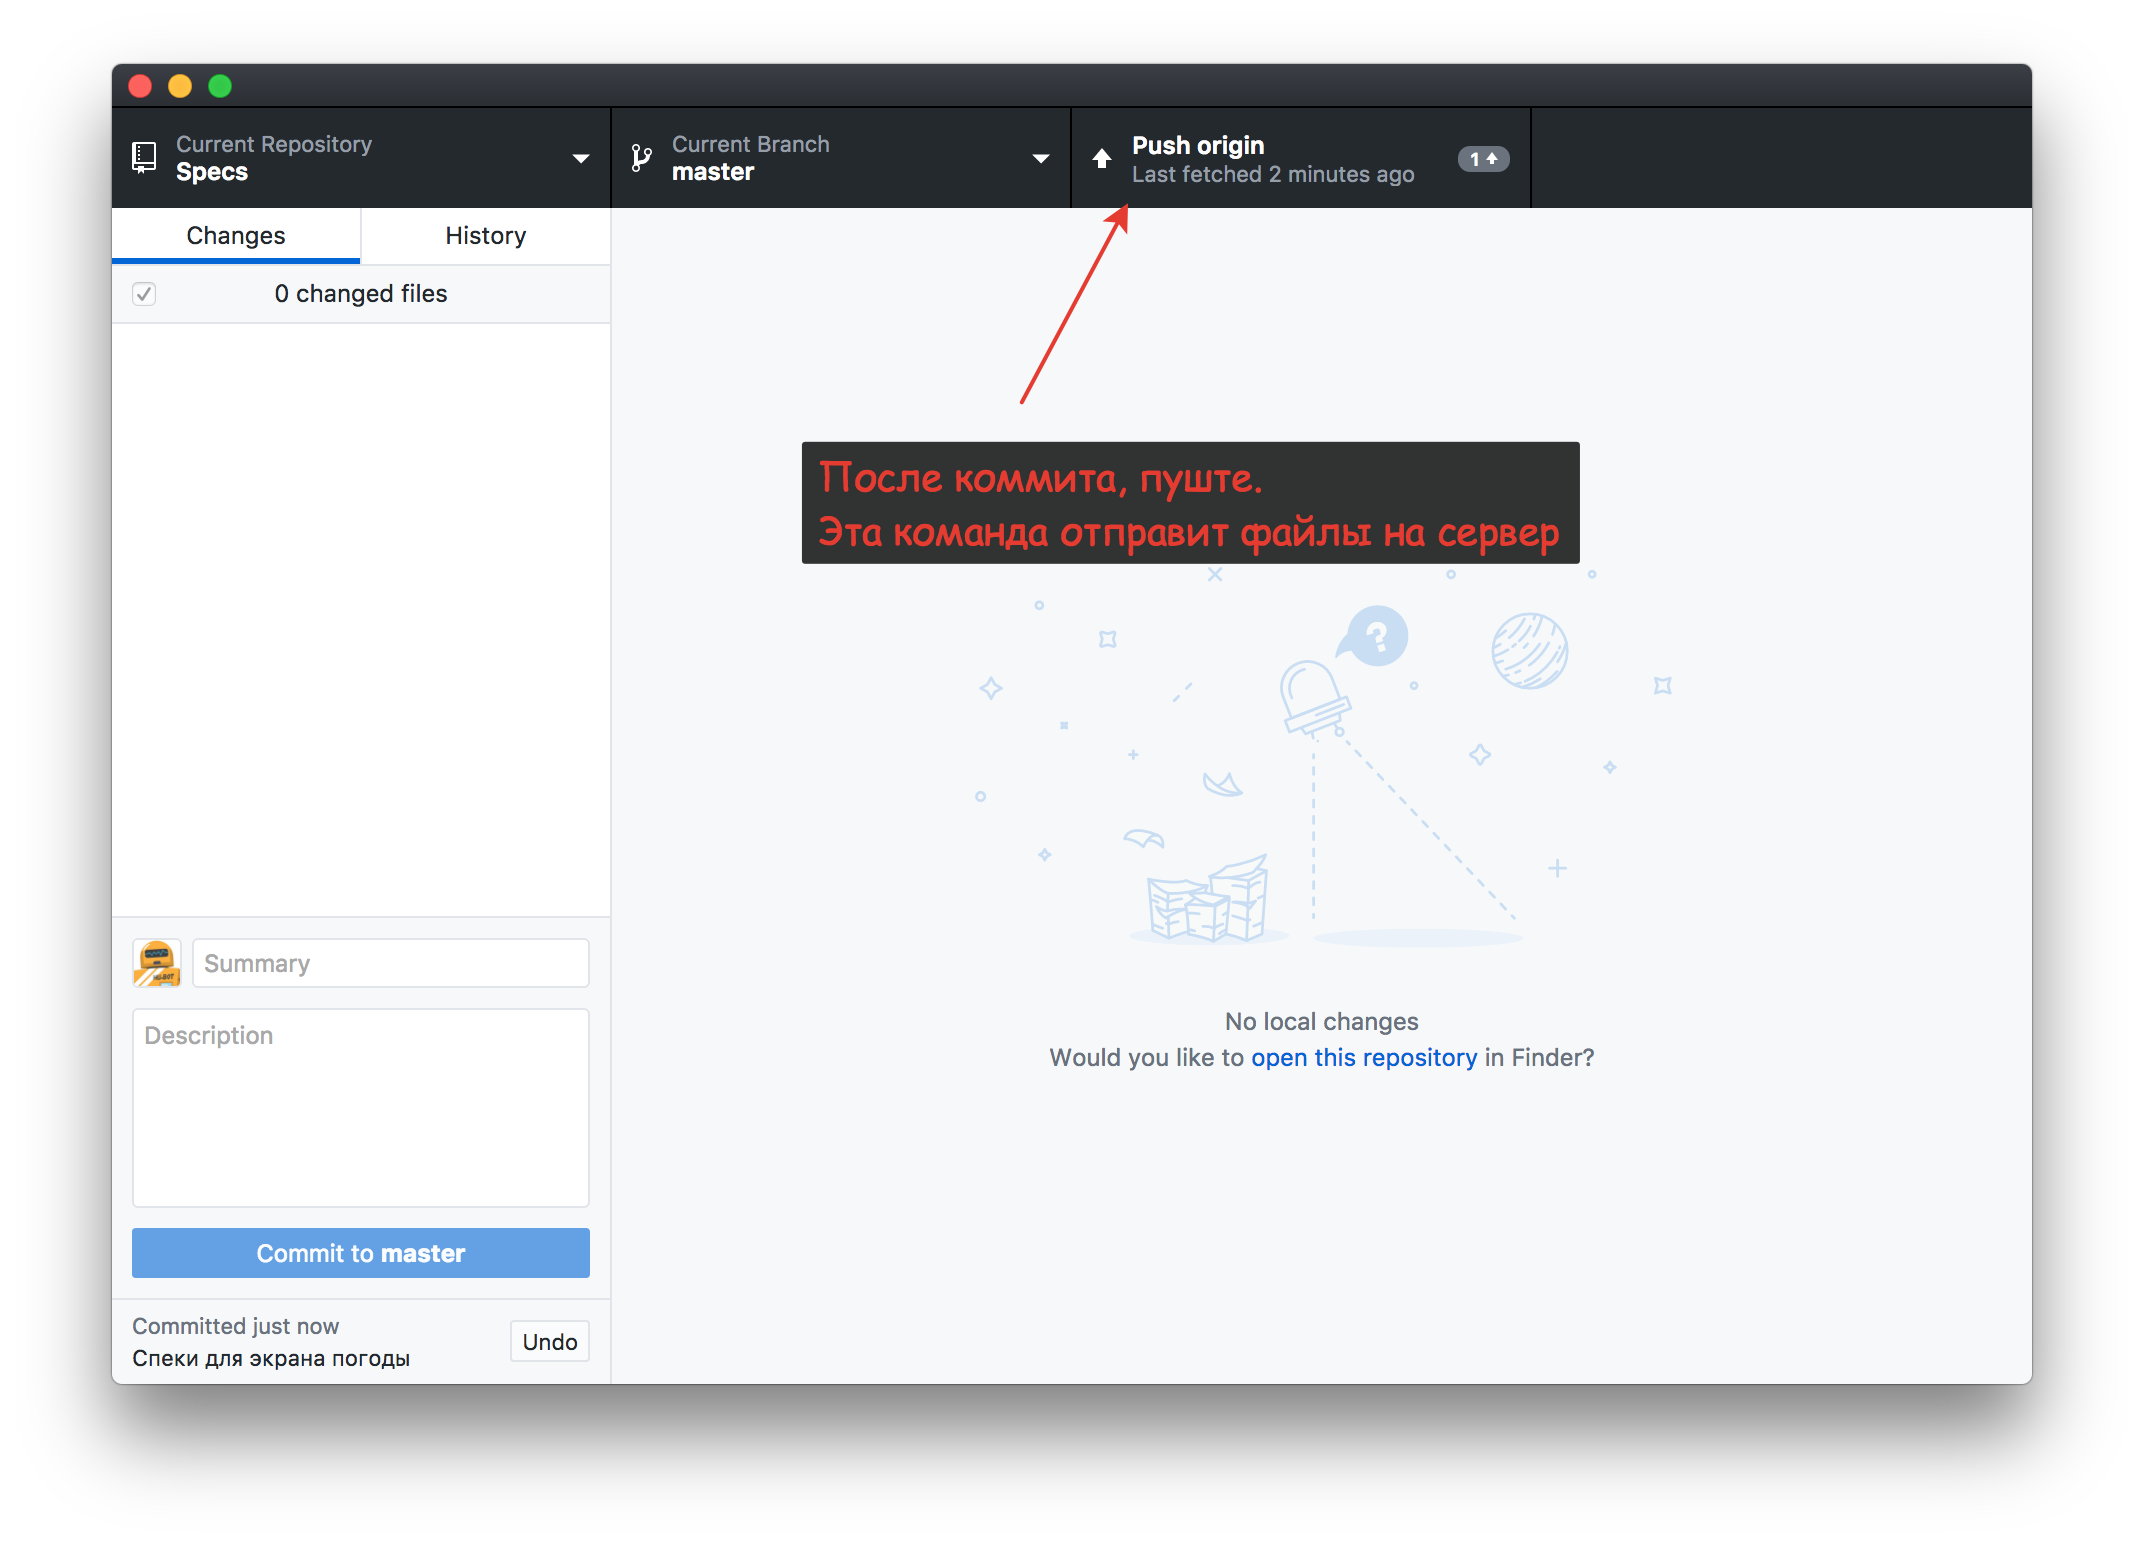 Current Repository
Specs
Current Branch
master
Push origin
Last fetched 2 minutes ago
1
Changes
History
0 changed files
После коммита, пуште.
Эта команда отправит файлы на сервер
?
No local changes
Would you like to open this repository in Finder?
Summary
Description
Commit to master
Committed just now
Спеки для экрана погоды
Undo